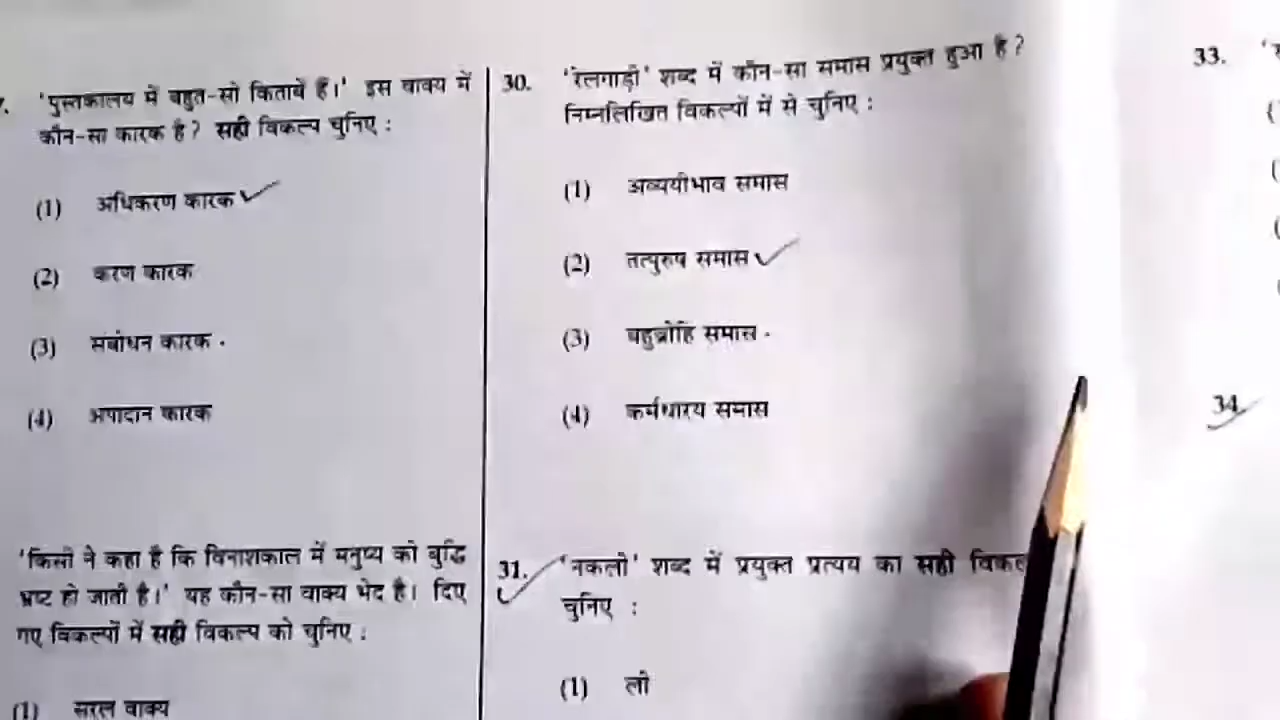 'पुस्तकालय में बहुत-सी किताबें हैं।' इस वाक्य में
कौन-सा कारक है? सही विकल्प चुनिए :
(1) अधिकरण कारक
(2) करण कारक
(3) संबोधन कारक
(4) अपादान कारक
'किसी ने कहा है कि विनाशकाल में मनुष्य की बुद्धि
भ्रष्ट हो जाती है।' यह कौन-सा वाक्य भेद है। दिए
गए विकल्पों में सही विकल्प को चुनिए :
(1) सरल वाक्य
30. 'रेलगाड़ी' शब्द में कौन-सा समास प्रयुक्त हुआ है?
निम्नलिखित विकल्पों में से चुनिए :
(1) अव्ययीभाव समास
(2) तत्पुरुष समास
(3) बहुब्रीहि समास
(4) कर्मधारय समास
31. 'नकली' शब्द में प्रयुक्त प्रत्यय का सही
चुनिए :
(1) ली
33.
34.